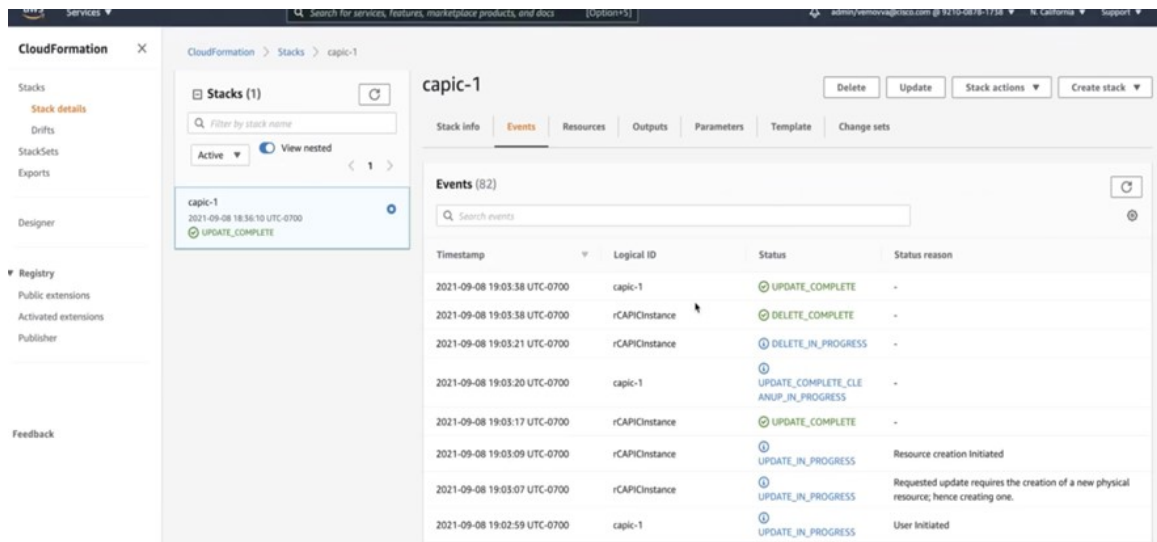 aws Services
Search for services, features, marketplace products, and docs [Option+S]
admin/vemovva@cisco.com @ 9210-0878-1738 N. California Support
CloudFormation
Stacks
Stack details
Drifts
StackSets
Exports
Designer
Registry
Public extensions
Activated extensions
Publisher
Feedback
CloudFormation > Stacks > capic-1
Stacks (1)
Filter by stack name
Active View nested
< 1 >
capic-1
2021-09-08 18:36:10 UTC-0700
UPDATE_COMPLETE
capic-1
Delete Update Stack actions Create stack
Stack info Events Resources Outputs Parameters Template Change sets
Events (82)
Search events
Timestamp Logical ID Status Status reason
2021-09-08 19:03:38 UTC-0700 capic-1 UPDATE_COMPLETE -
2021-09-08 19:03:38 UTC-0700 rCAPICInstance DELETE_COMPLETE -
2021-09-08 19:03:21 UTC-0700 rCAPICInstance DELETE_IN_PROGRESS -
2021-09-08 19:03:20 UTC-0700 capic-1 UPDATE_COMPLETE_CLE -
ANUP_IN_PROGRESS
2021-09-08 19:03:17 UTC-0700 rCAPICInstance UPDATE_COMPLETE -
2021-09-08 19:03:09 UTC-0700 rCAPICInstance UPDATE_IN_PROGRESS Resource creation Initiated
2021-09-08 19:03:07 UTC-0700 rCAPICInstance UPDATE_IN_PROGRESS Requested update requires the creation of a new physical
resource; hence creating one.
2021-09-08 19:02:59 UTC-0700 capic-1 UPDATE_IN_PROGRESS User Initiated